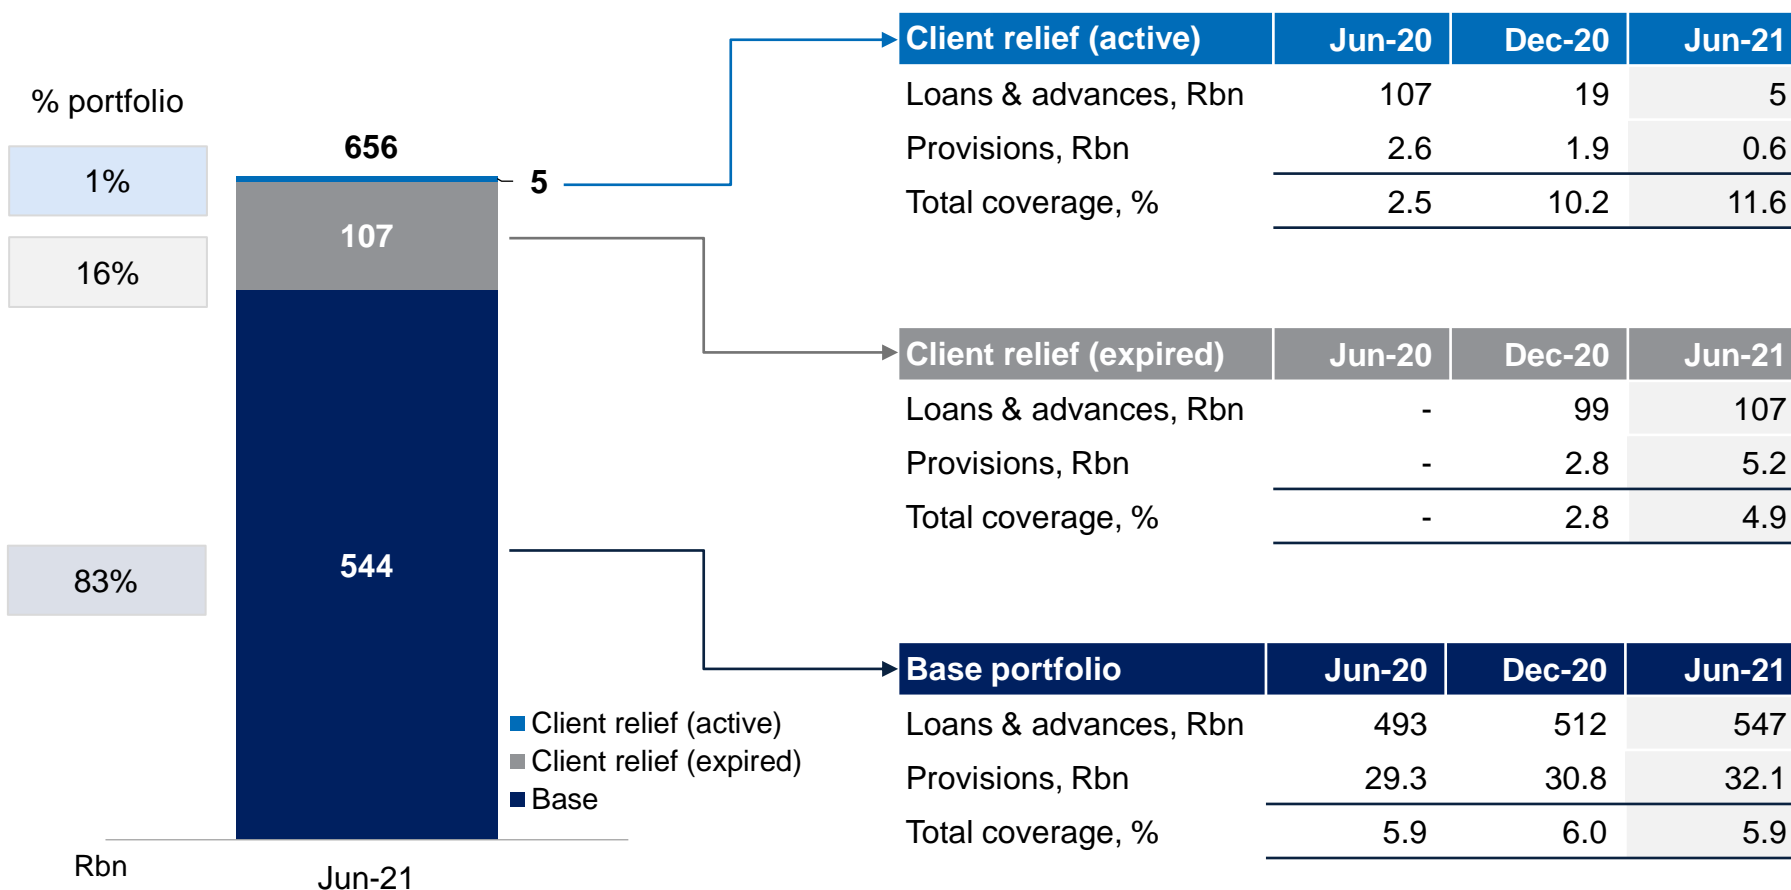 % portfolio
1%
16%
83%
656
5
107
544
Rbn
Jun-21
Client relief (active)
Client relief (expired)
Base
Client relief (active) Jun-20 Dec-20 Jun-21
Loans & advances, Rbn 107 19 5
Provisions, Rbn 2.6 1.9 0.6
Total coverage, % 2.5 10.2 11.6
Client relief (expired) Jun-20 Dec-20 Jun-21
Loans & advances, Rbn - 99 107
Provisions, Rbn - 2.8 5.2
Total coverage, % - 2.8 4.9
Base portfolio Jun-20 Dec-20 Jun-21
Loans & advances, Rbn 493 512 547
Provisions, Rbn 29.3 30.8 32.1
Total coverage, % 5.9 6.0 5.9